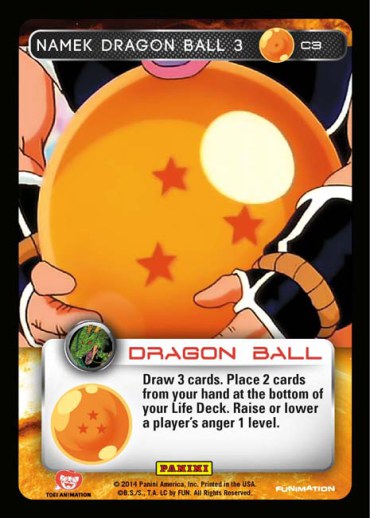 NAMEK DRAGON BALL 3 C3
DRAGON BALL
Draw 3 cards. Place 2 cards
from your hand at the bottom of
your Life Deck. Raise or lower
a player's anger 1 level.
PANINI
© 2014 Panini America, Inc. Printed in the USA.
©B.S./S., T.A. LC by FUN. All Rights Reserved.
TOEI ANIMATION
FUNIMATION